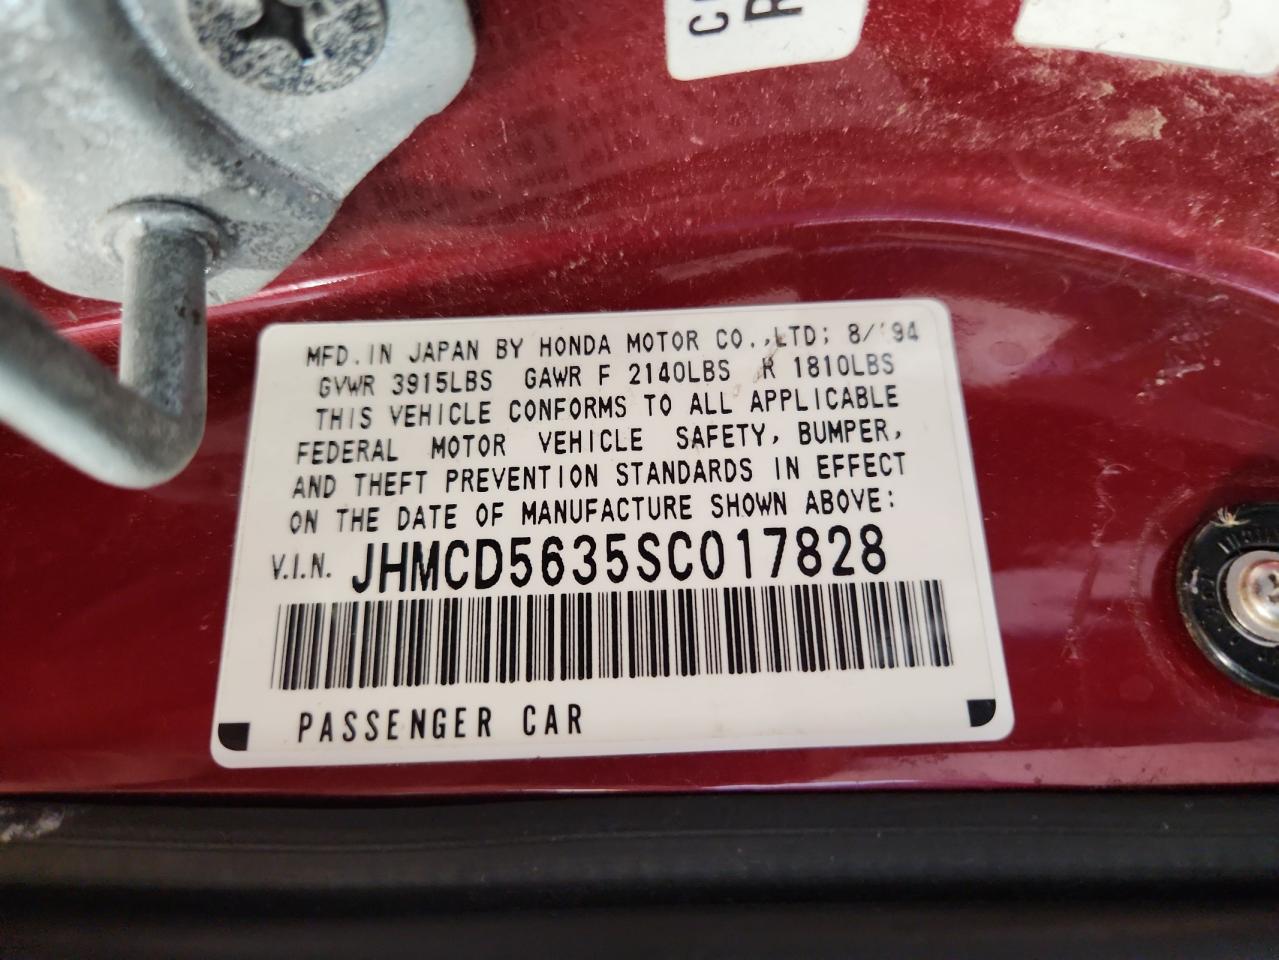 MFD. IN JAPAN BY HONDA MOTOR CO., LTD; 8/'94
GVWR 3915LBS GAWR F 2140LBS R 1810LBS
THIS VEHICLE CONFORMS TO ALL APPLICABLE
FEDERAL MOTOR VEHICLE SAFETY, BUMPER,
AND THEFT PREVENTION STANDARDS IN EFFECT
ON THE DATE OF MANUFACTURE SHOWN ABOVE:
V.I.N. JHMCD5635SC017828
PASSENGER CAR